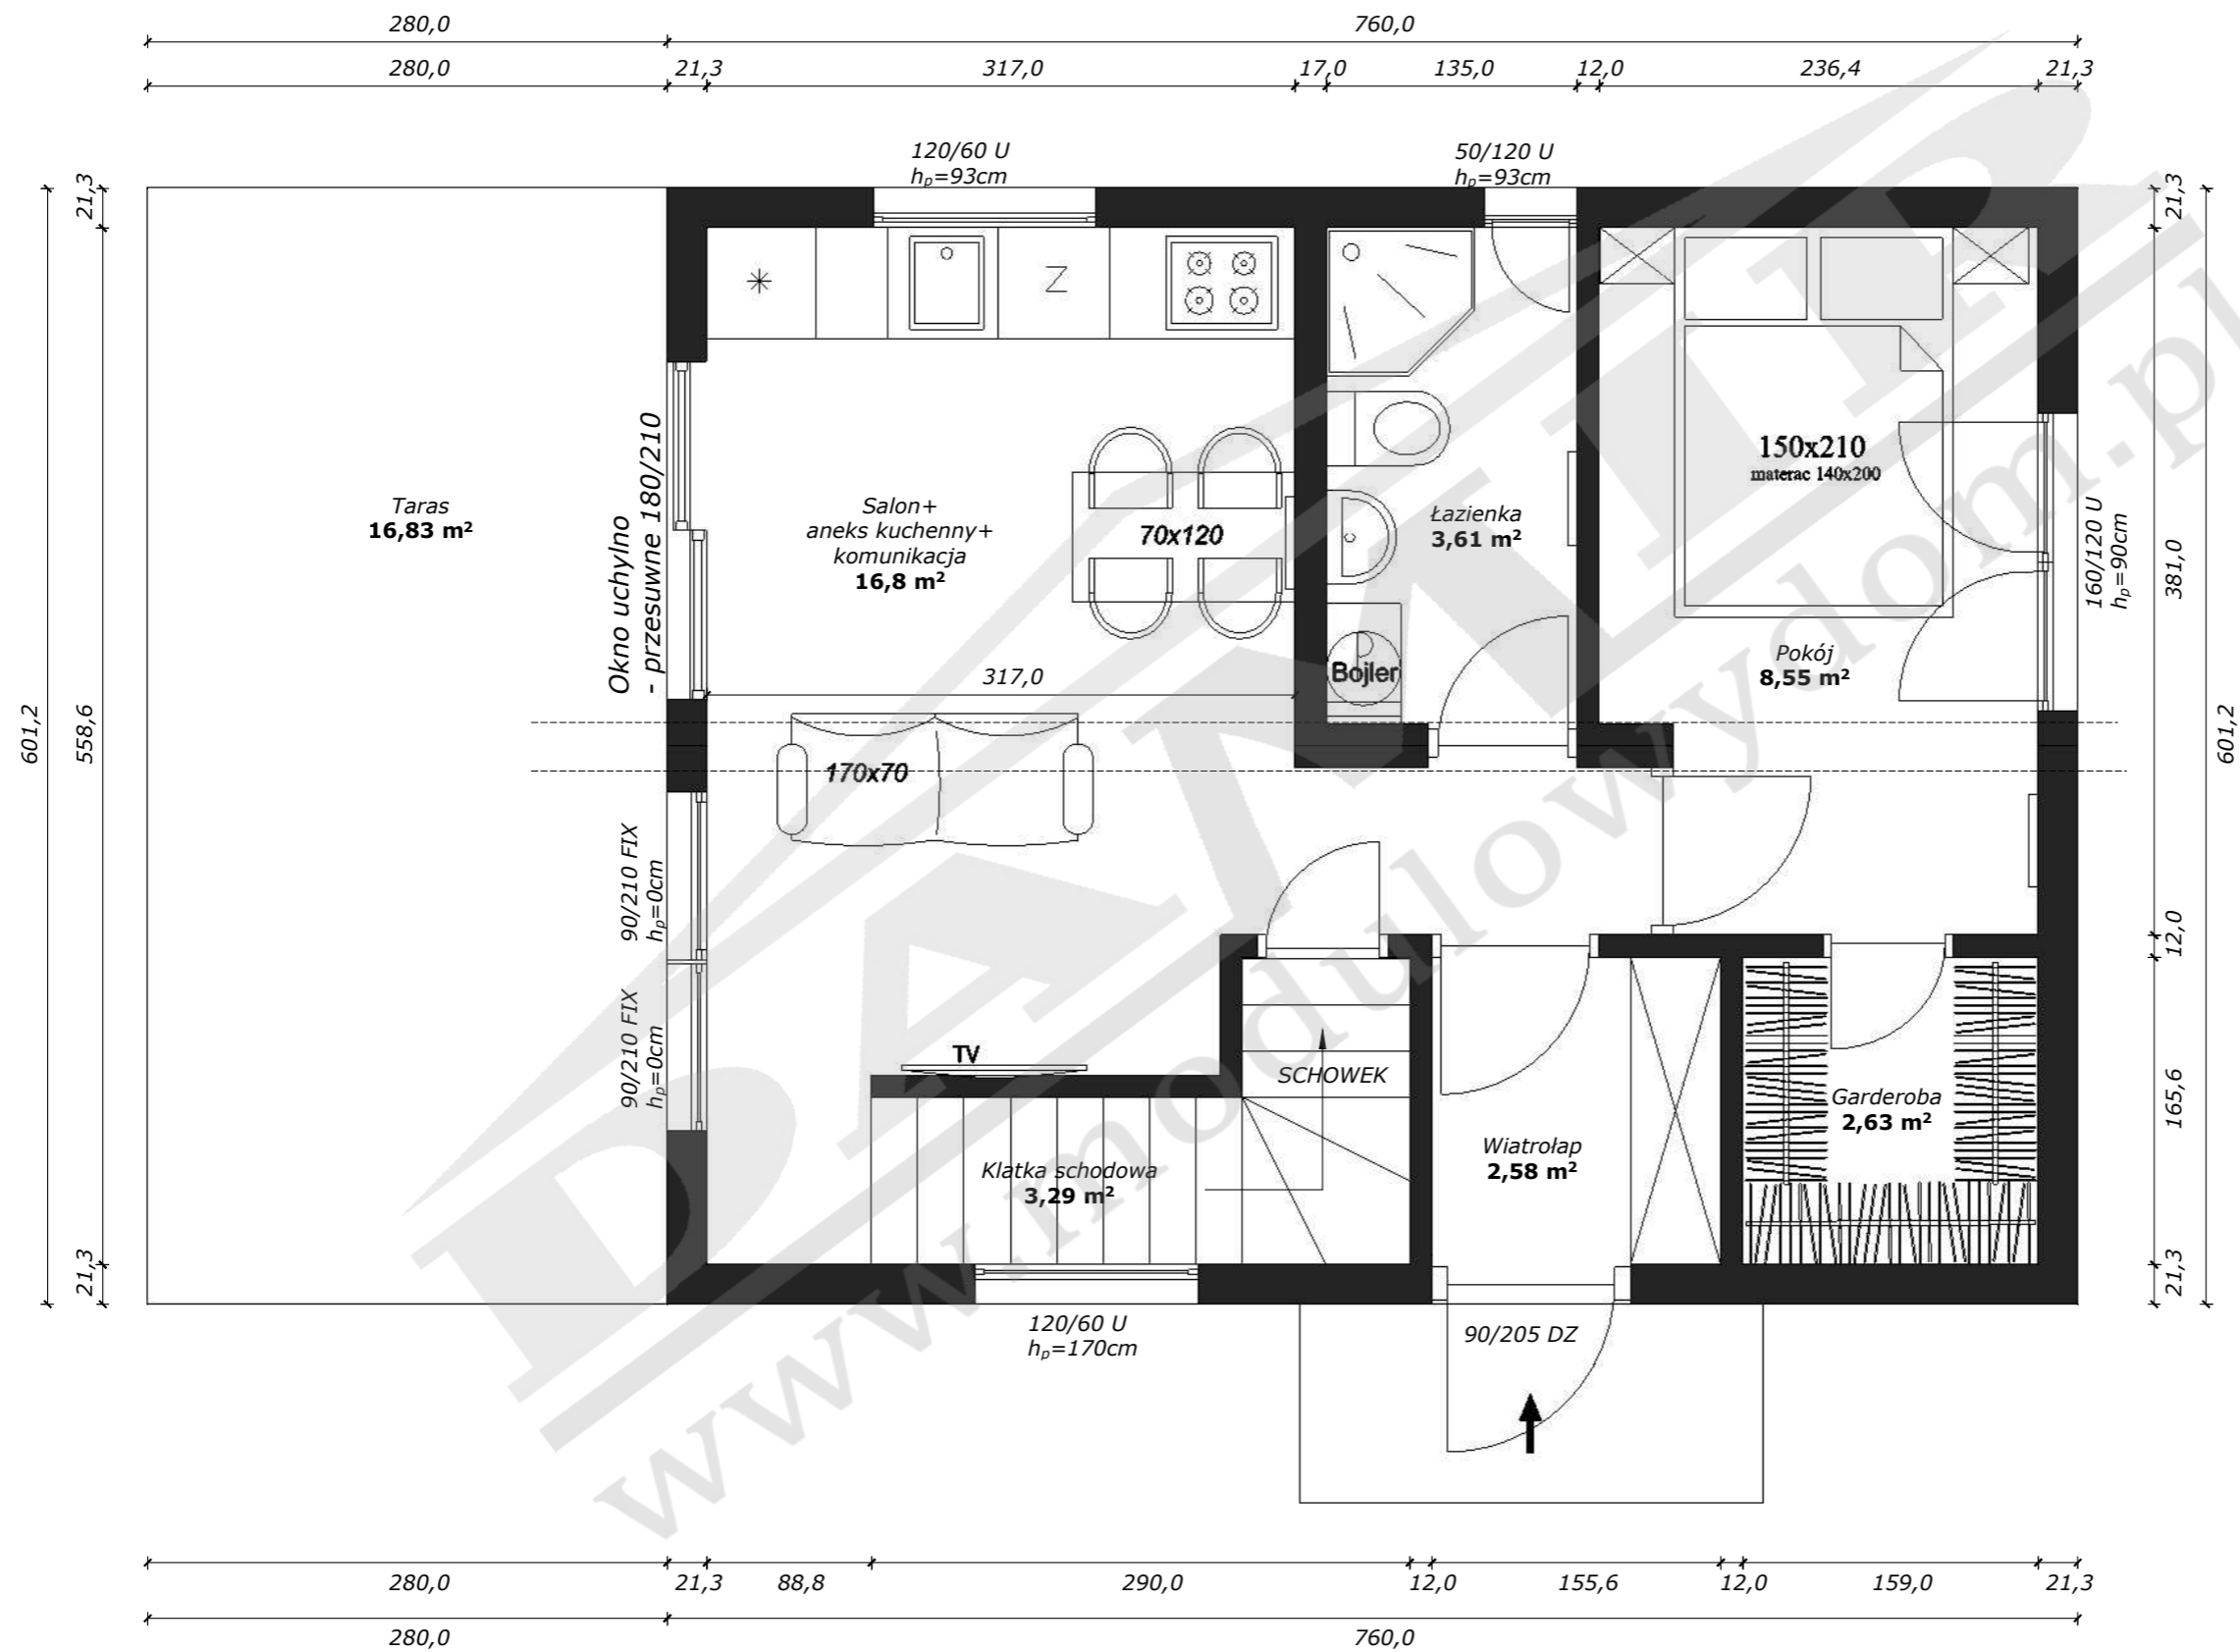 280,0
760,0
280,0
21,3
317,0
17,0
135,0
12,0
236,4
21,3
120/60 U
hₚ=93cm
50/120 U
hₚ=93cm
21,3
558,6
21,3
601,2
Taras
16,83 m²
Okno uchylno
- przesuwne 180/210
Salon+
aneks kuchenny+
komunikacja
16,8 m²
Z
70x120
317,0
170x70
Łazienka
3,61 m²
Bojler
150x210
materac 140x200
Pokój
8,55 m²
160/120 U
hₚ=90cm
21,3
381,0
12,0
165,6
21,3
601,2
90/210 FIX
hₚ=0cm
90/210 FIX
hₚ=0cm
TV
SCHOWEK
Klatka schodowa
3,29 m²
Wiatrołap
2,58 m²
Garderoba
2,63 m²
120/60 U
hₚ=170cm
90/205 DZ
DAMIR
www.modulowydom.pl
280,0
21,3
88,8
290,0
12,0
155,6
12,0
159,0
21,3
280,0
760,0